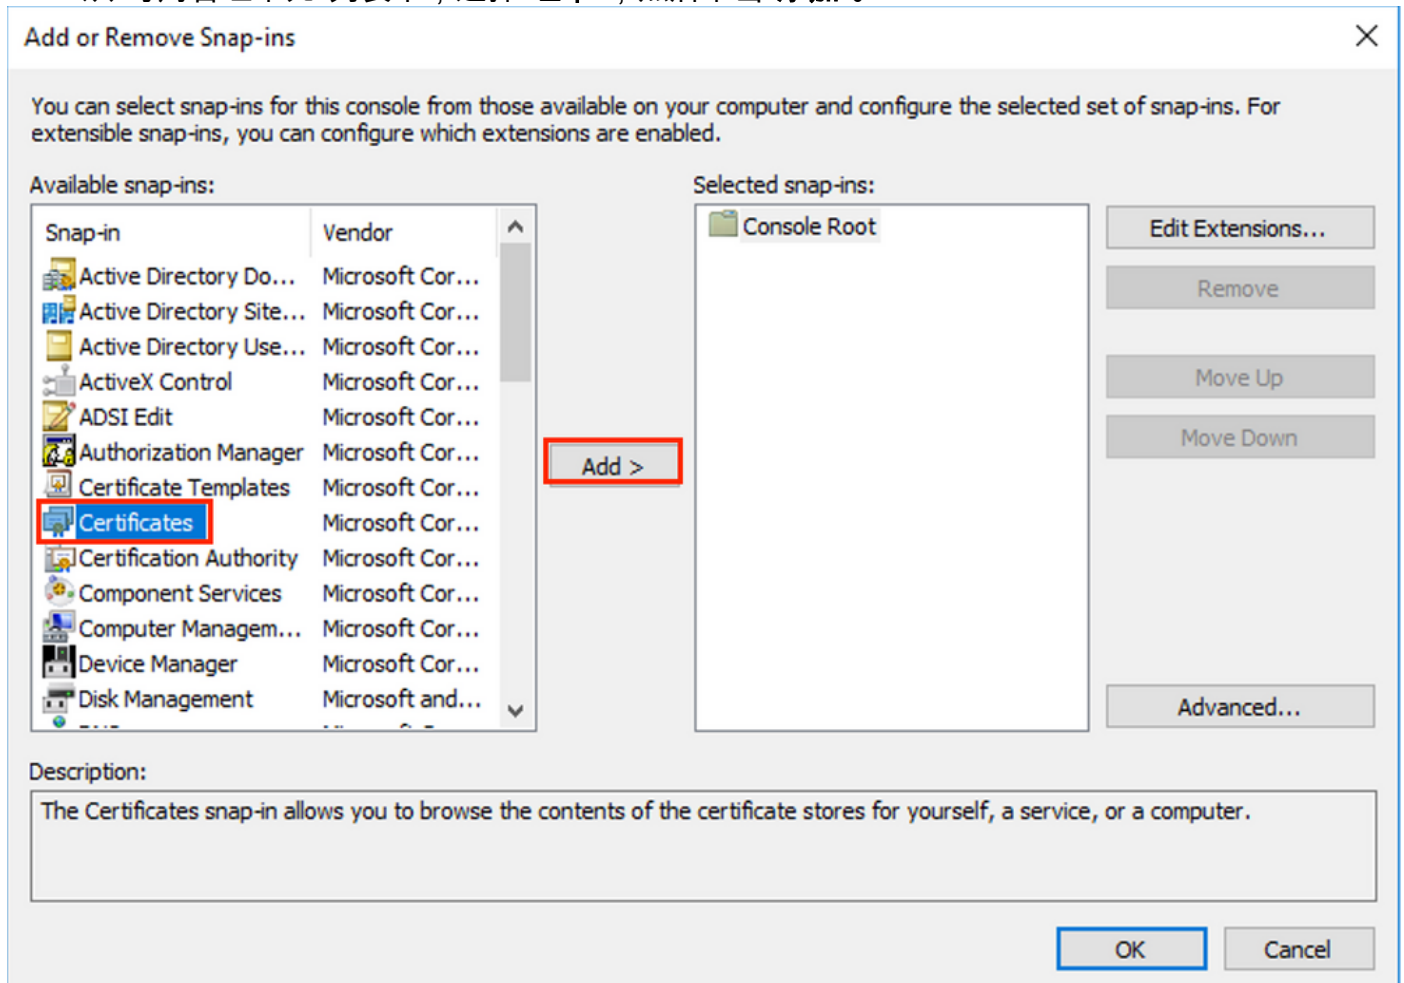 Add or Remove Snap-ins
You can select snap-ins for this console from those available on your computer and configure the selected set of snap-ins. For
extensible snap-ins, you can configure which extensions are enabled.
Available snap-ins:
Selected snap-ins:
Snap-in Vendor
Active Directory Do... Microsoft Cor...
Active Directory Site... Microsoft Cor...
Active Directory Use... Microsoft Cor...
ActiveX Control Microsoft Cor...
ADSI Edit Microsoft Cor...
Authorization Manager Microsoft Cor...
Certificate Templates Microsoft Cor...
Certificates Microsoft Cor...
Certification Authority Microsoft Cor...
Component Services Microsoft Cor...
Computer Managem... Microsoft Cor...
Device Manager Microsoft Cor...
Disk Management Microsoft and...
Add >
Console Root
Edit Extensions...
Remove
Move Up
Move Down
Advanced...
Description:
The Certificates snap-in allows you to browse the contents of the certificate stores for yourself, a service, or a computer.
OK
Cancel